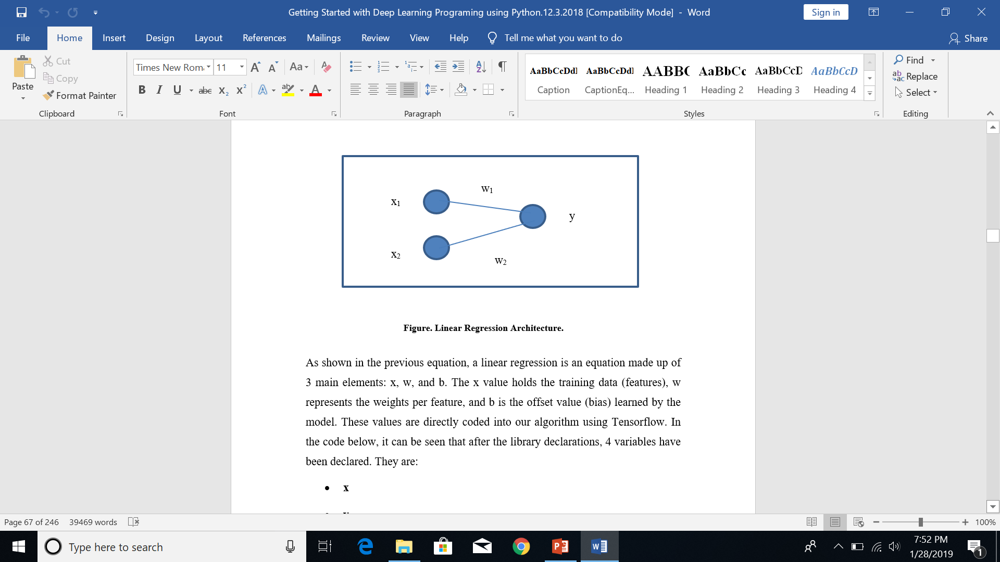 Getting Started with Deep Learning Programing using Python.12.3.2018 [Compatibility Mode] - Word
Sign in
File Home Insert Design Layout References Mailings Review View Help Tell me what you want to do Share
Paste
Cut
Copy
Format Painter
Clipboard
Times New Rom 11
Font
Paragraph
AaBbCcDdI AaBbCcDdI AABBC AaBbCc AaBbCcD AaBbCcD
Caption CaptionEq... Heading 1 Heading 2 Heading 3 Heading 4
Styles
Find
Replace
Select
Editing
w1
x1
y
x2
w2
Figure. Linear Regression Architecture.
As shown in the previous equation, a linear regression is an equation made up of
3 main elements: x, w, and b. The x value holds the training data (features), w
represents the weights per feature, and b is the offset value (bias) learned by the
model. These values are directly coded into our algorithm using Tensorflow. In
the code below, it can be seen that after the library declarations, 4 variables have
been declared. They are:
• x
Page 67 of 246 39469 words
100%
Type here to search
7:52 PM
1/28/2019
1